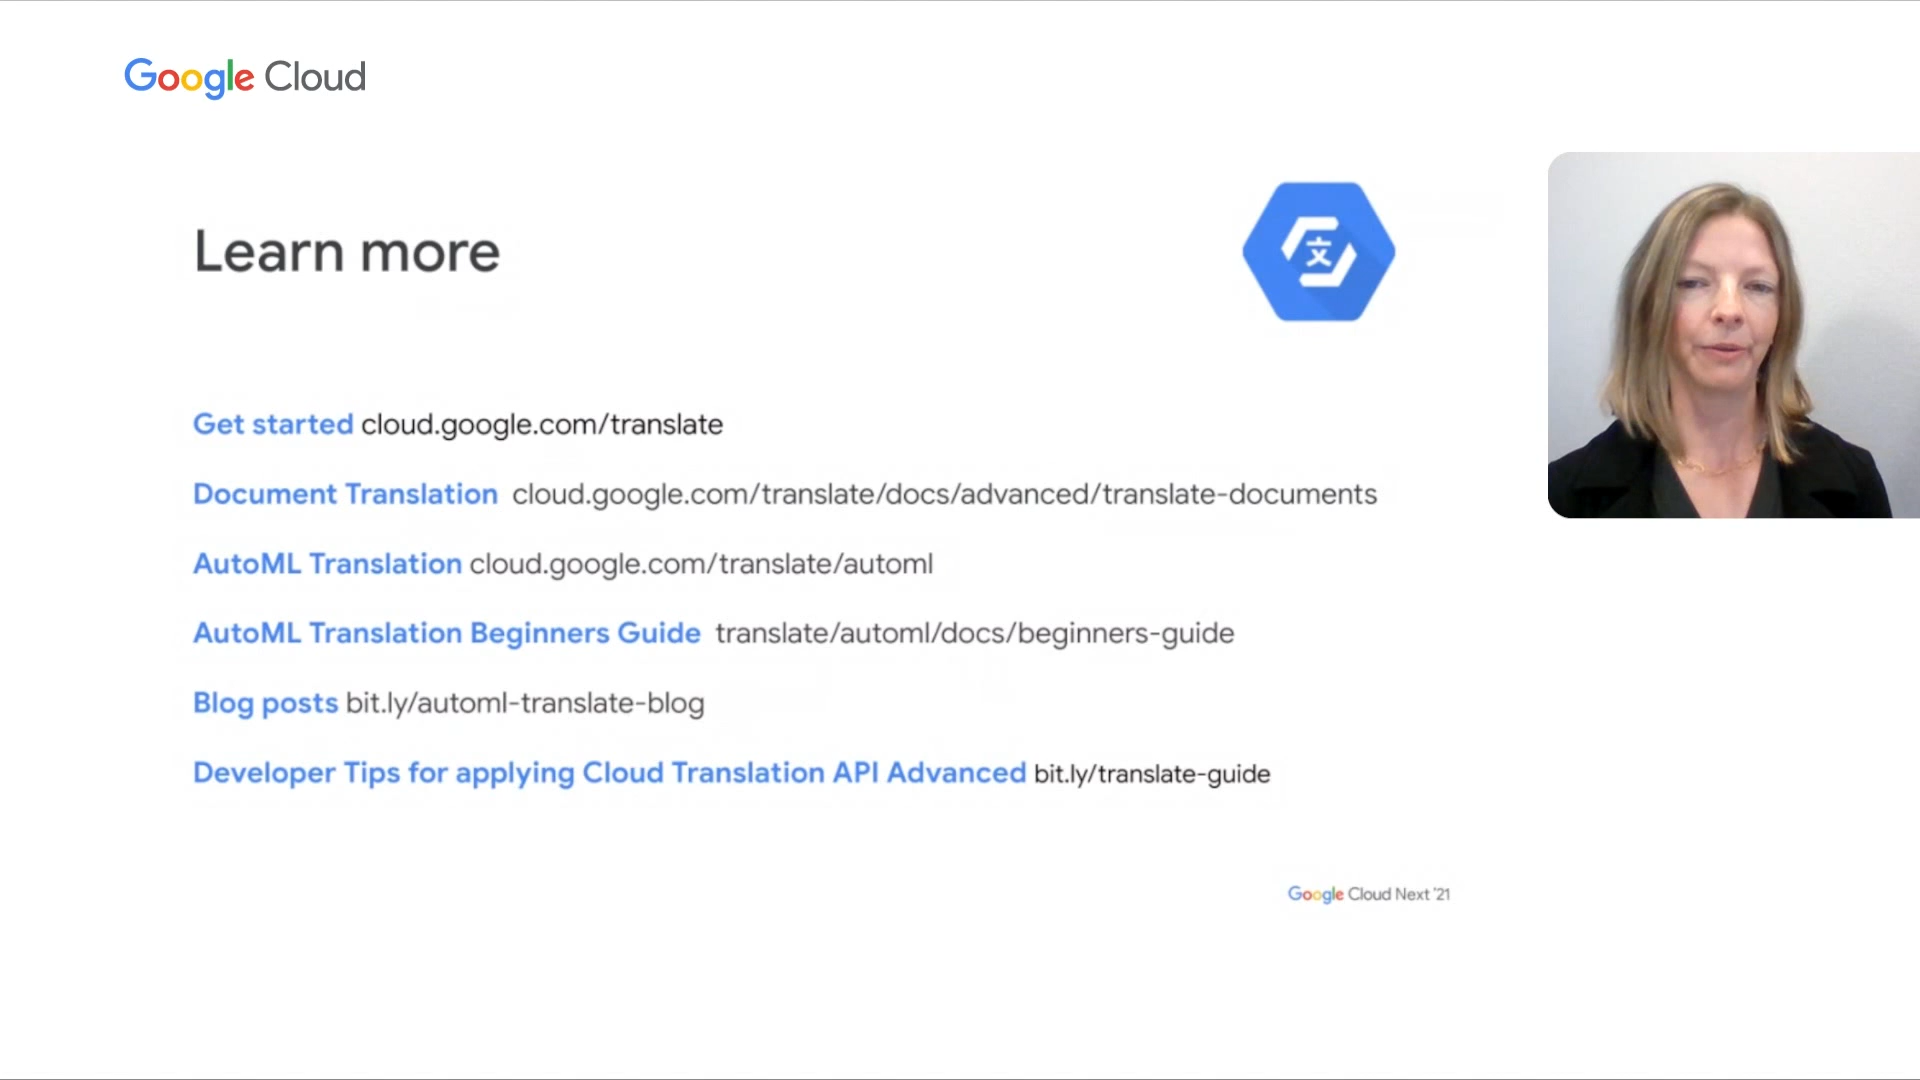 Google Cloud
Learn more
文
Get started cloud.google.com/translate
Document Translation cloud.google.com/translate/docs/advanced/translate-documents
AutoML Translation cloud.google.com/translate/automl
AutoML Translation Beginners Guide translate/automl/docs/beginners-guide
Blog posts bit.ly/automl-translate-blog
Developer Tips for applying Cloud Translation API Advanced bit.ly/translate-guide
Google Cloud Next '21